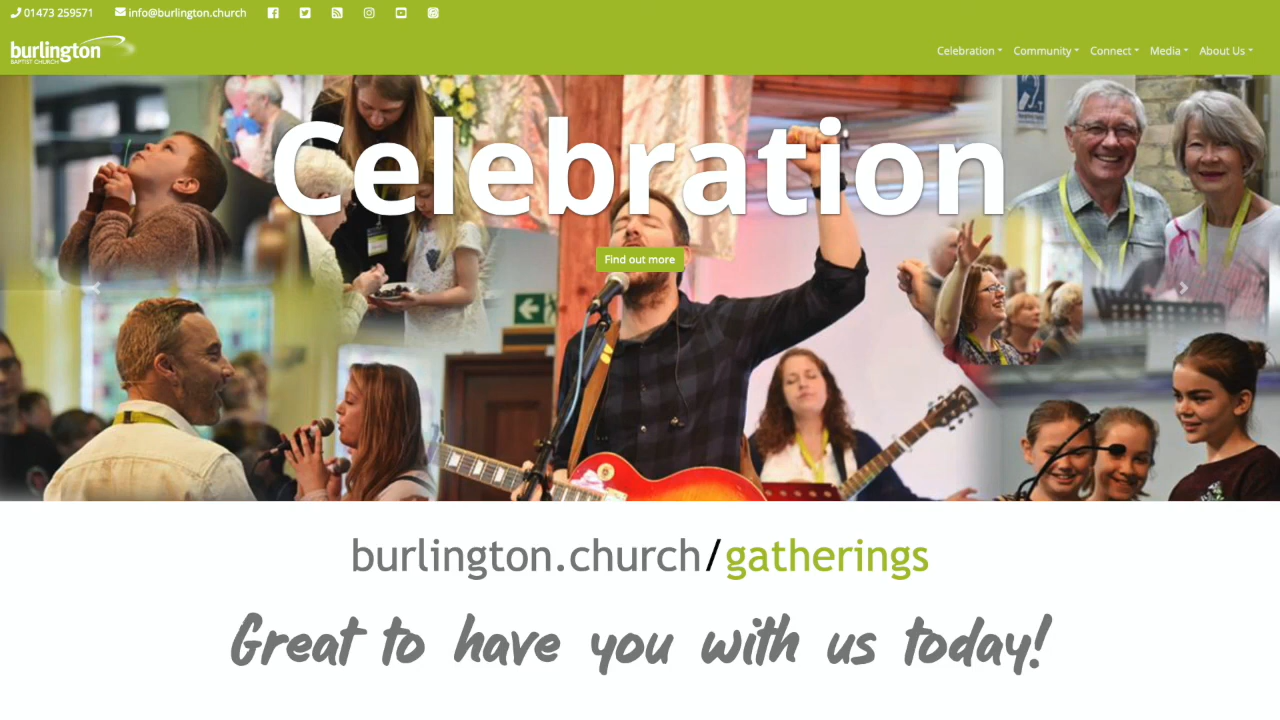 01473 259571 info@burlington.church
burlington
BAPTIST CHURCH
Celebration Community Connect Media About Us
Celebration
Find out more
burlington.church/gatherings
Great to have you with us today!